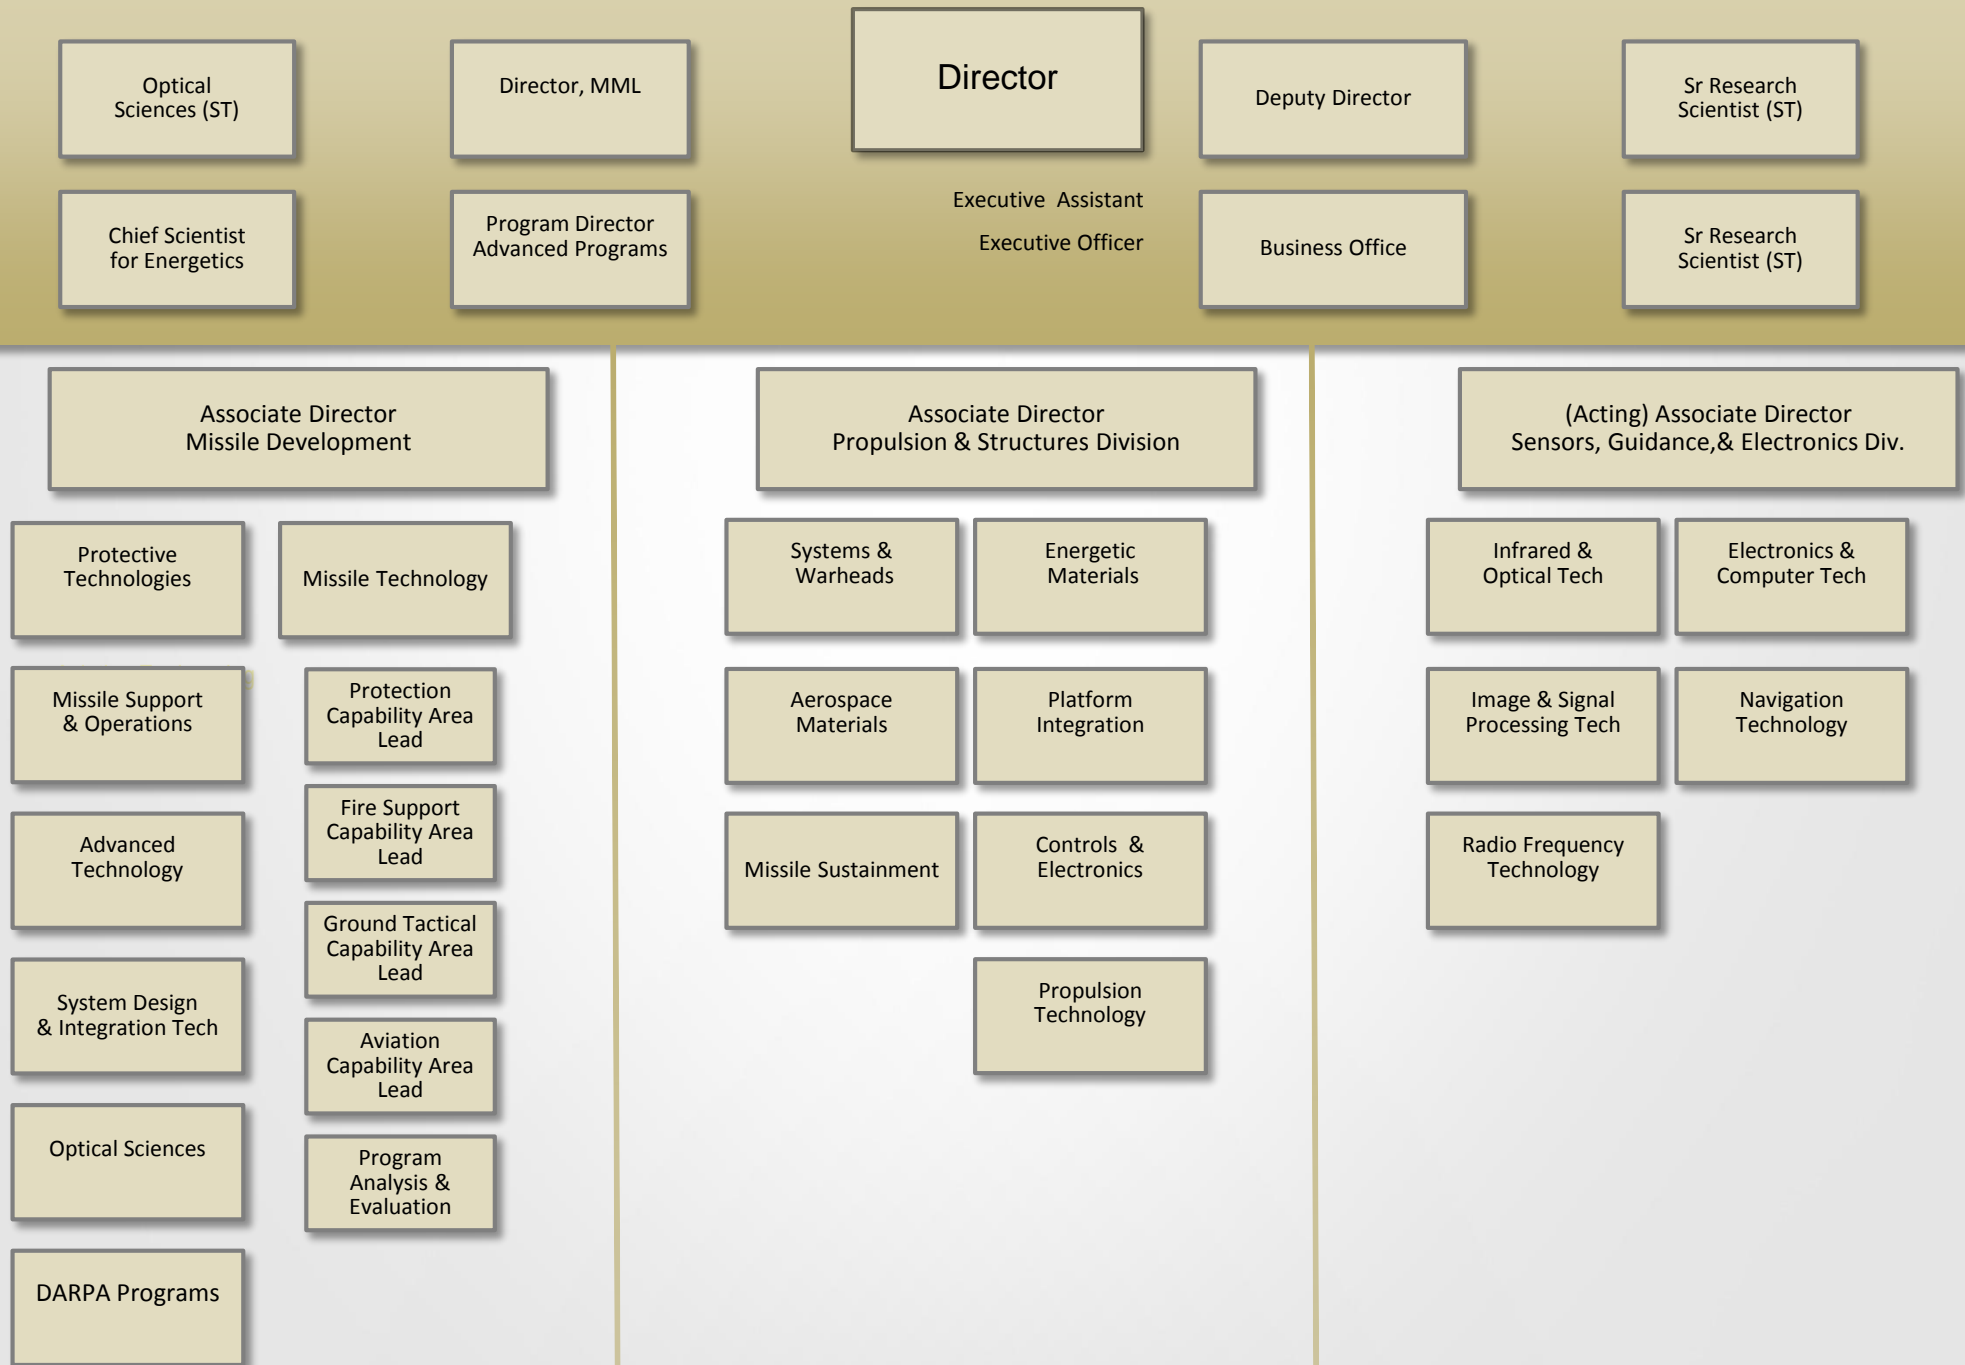 Optical
Sciences (ST)
Director, MML
Director
Deputy Director
Sr Research
Scientist (ST)
Chief Scientist
for Energetics
Program Director
Advanced Programs
Executive  Assistant
Executive Officer
Business Office
Sr Research
Scientist (ST)
Associate Director
Missile Development
Protective
Technologies
Missile Technology
Missile Support
& Operations
Protection
Capability Area
Lead
Advanced
Technology
Fire Support
Capability Area
Lead
Ground Tactical
Capability Area
Lead
System Design
& Integration Tech
Aviation
Capability Area
Lead
Optical Sciences
Program
Analysis &
Evaluation
DARPA Programs
Associate Director
Propulsion & Structures Division
Systems &
Warheads
Energetic
Materials
Aerospace
Materials
Platform
Integration
Missile Sustainment
Controls  &
Electronics
Propulsion
Technology
(Acting) Associate Director
Sensors, Guidance,& Electronics Div.
Infrared &
Optical Tech
Electronics &
Computer Tech
Image & Signal
Processing Tech
Navigation
Technology
Radio Frequency
Technology